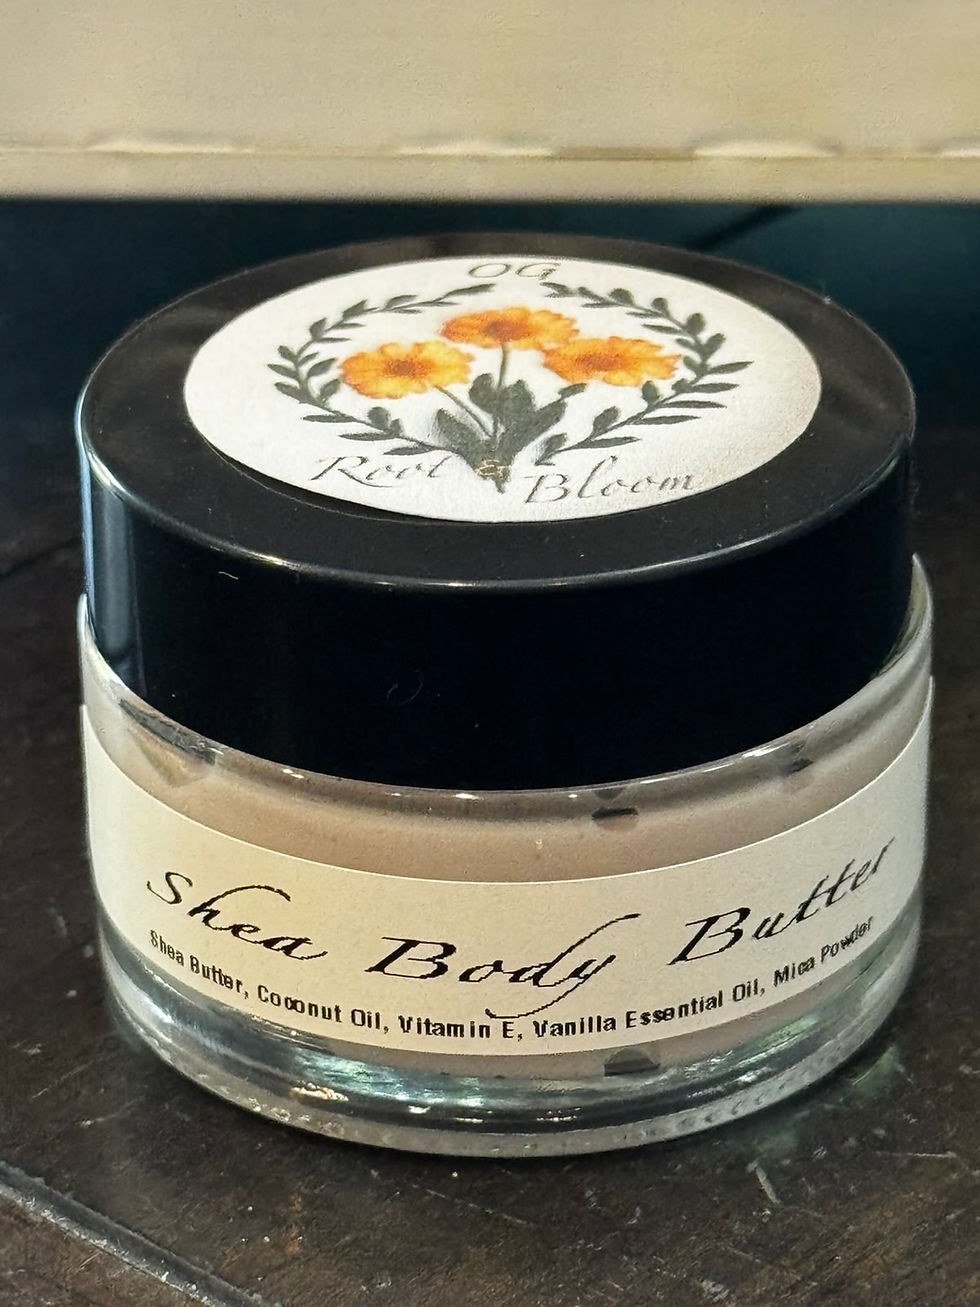 OG
Root & Bloom
Shea Body Butter
Shea Butter, Coconut Oil, Vitamin E, Vanilla Essential Oil, Mica Powder